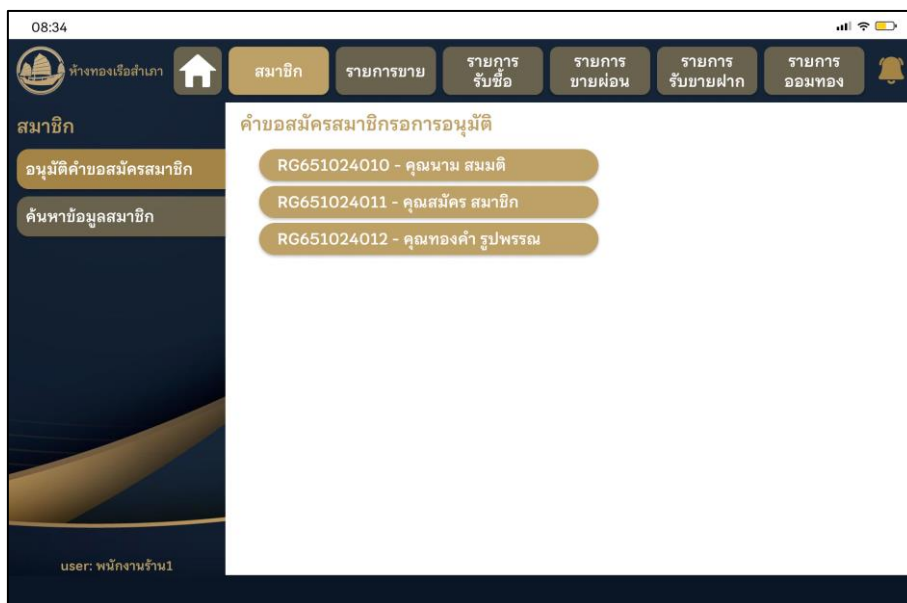 08:34
ห้างทองเรือสำเภา
สมาชิก
รายการขาย
รายการ
รับซื้อ
รายการ
ขายผ่อน
รายการ
รับขายฝาก
รายการ
ออมทอง
สมาชิก
อนุมัติคำขอสมัครสมาชิก
ค้นหาข้อมูลสมาชิก
user: พนักงานร้าน1
คำขอสมัครสมาชิกรอการอนุมัติ
RG651024010 - คุณนาม สมมติ
RG651024011 - คุณสมัคร สมาชิก
RG651024012 - คุณทองคำ รูปพรรณ